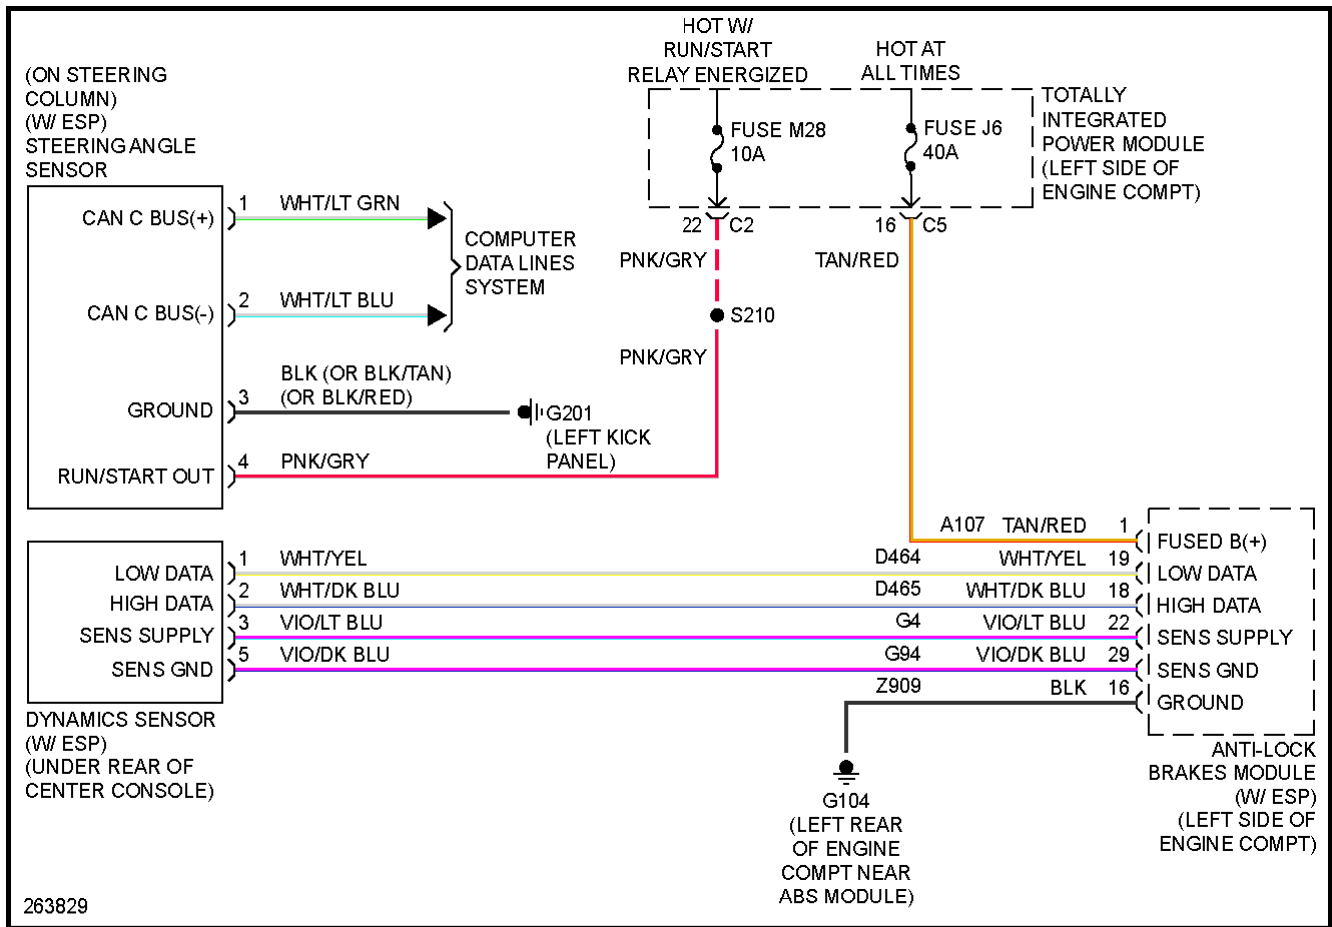 HOT W/
RUN/START
RELAY ENERGIZED
HOT AT
ALL TIMES
(ON STEERING
COLUMN)
(W/ ESP)
STEERING ANGLE
SENSOR
TOTALLY
INTEGRATED
POWER MODULE
(LEFT SIDE OF
ENGINE COMPT)
FUSE M28
10A
FUSE J6
40A
22 C2
16 C5
PNK/GRY
TAN/RED
S210
PNK/GRY
CAN C BUS(+)
1 WHT/LT GRN
CAN C BUS(-)
2 WHT/LT BLU
COMPUTER
DATA LINES
SYSTEM
GROUND
3 BLK (OR BLK/TAN)
(OR BLK/RED)
G201
(LEFT KICK
PANEL)
RUN/START OUT
4 PNK/GRY
A107 TAN/RED 1 FUSED B(+)
LOW DATA 1 WHT/YEL D464 WHT/YEL 19 LOW DATA
HIGH DATA 2 WHT/DK BLU D465 WHT/DK BLU 18 HIGH DATA
SENS SUPPLY 3 VIO/LT BLU G4 VIO/LT BLU 22 SENS SUPPLY
SENS GND 5 VIO/DK BLU G94 VIO/DK BLU 29 SENS GND
Z909 BLK 16 GROUND
DYNAMICS SENSOR
(W/ ESP)
(UNDER REAR OF
CENTER CONSOLE)
G104
(LEFT REAR
OF ENGINE
COMPT NEAR
ABS MODULE)
ANTI-LOCK
BRAKES MODULE
(W/ ESP)
(LEFT SIDE OF
ENGINE COMPT)
263829